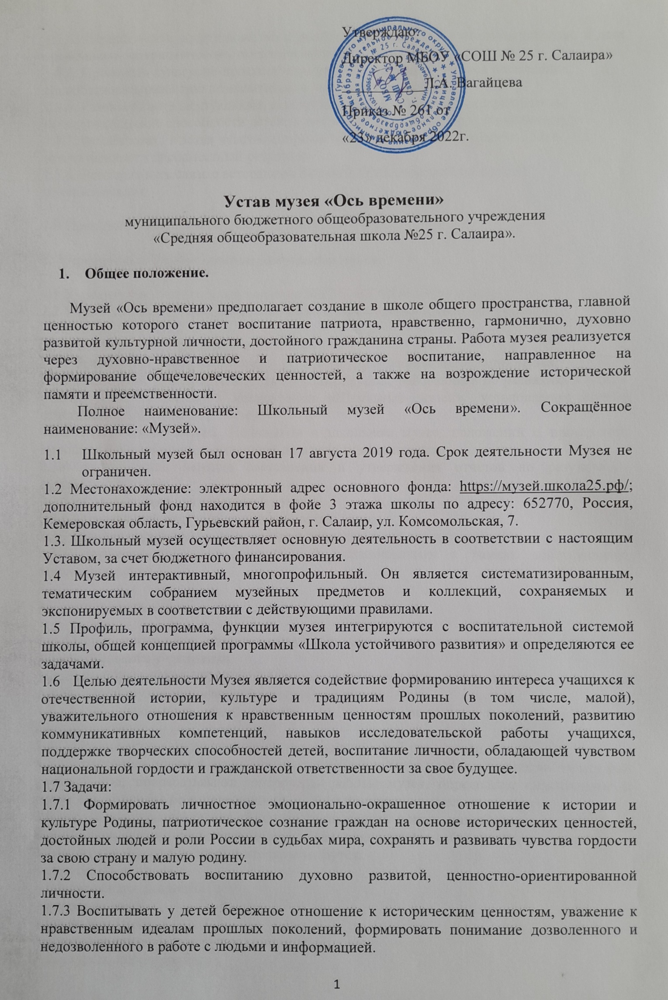 Утверждаю:
Директор МБОУ «СОШ № 25 г. Салаира»
Л.А. Вагайцева
Приказ № 261 от
«23» декабря 2022г.
Устав музея «Ось времени»
муниципального бюджетного общеобразовательного учреждения
«Средняя общеобразовательная школа №25 г. Салаира».
1. Общее положение.
Музей «Ось времени» предполагает создание в школе общего пространства, главной
ценностью которого станет воспитание патриота, нравственно, гармонично, духовно
развитой культурной личности, достойного гражданина страны. Работа музея реализуется
через духовно-нравственное и патриотическое воспитание, направленное на
формирование общечеловеческих ценностей, а также на возрождение исторической
памяти и преемственности.
Полное наименование: Школьный музей «Ось времени». Сокращённое
наименование: «Музей».
1.1 Школьный музей был основан 17 августа 2019 года. Срок деятельности Музея не
ограничен.
1.2 Местонахождение: электронный адрес основного фонда: https://музей.школа25.рф/;
дополнительный фонд находится в фойе 3 этажа школы по адресу: 652770, Россия,
Кемеровская область, Гурьевский район, г. Салаир, ул. Комсомольская, 7.
1.3. Школьный музей осуществляет основную деятельность в соответствии с настоящим
Уставом, за счет бюджетного финансирования.
1.4 Музей интерактивный, многопрофильный. Он является систематизированным,
тематическим собранием музейных предметов и коллекций, сохраняемых и
экспонируемых в соответствии с действующими правилами.
1.5 Профиль, программа, функции музея интегрируются с воспитательной системой
школы, общей концепцией программы «Школа устойчивого развития» и определяются ее
задачами.
1.6 Целью деятельности Музея является содействие формированию интереса учащихся к
отечественной истории, культуре и традициям Родины (в том числе, малой),
уважительного отношения к нравственным ценностям прошлых поколений, развитию
коммуникативных компетенций, навыков исследовательской работы учащихся,
поддержке творческих способностей детей, воспитание личности, обладающей чувством
национальной гордости и гражданской ответственности за свое будущее.
1.7 Задачи:
1.7.1 Формировать личностное эмоционально-окрашенное отношение к истории и
культуре Родины, патриотическое сознание граждан на основе исторических ценностей,
достойных людей и роли России в судьбах мира, сохранять и развивать чувства гордости
за свою страну и малую родину.
1.7.2 Способствовать воспитанию духовно развитой, ценностно-ориентированной
личности.
1.7.3 Воспитывать у детей бережное отношение к историческим ценностям, уважение к
нравственным идеалам прошлых поколений, формировать понимание дозволенного и
недозволенного в работе с людьми и информацией.
1